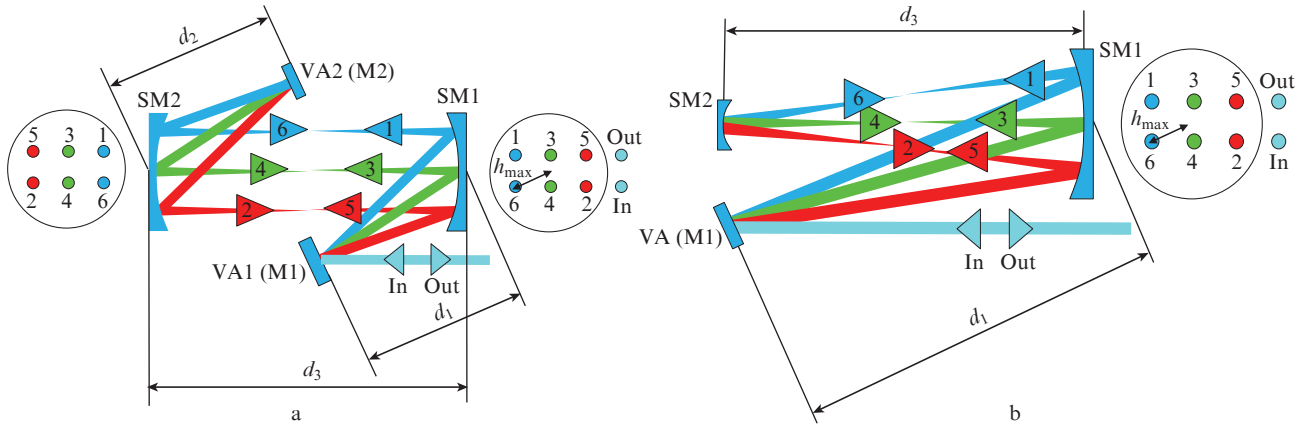 d₂
VA2 (M2)
SM2
SM1
5 3 1
2 4 6
6 1
4 3
2 5
1 3 5 Out
hmax
6 4 2 In
VA1 (M1)
In Out
d₁
d₃
a
d₃
SM1
SM2
1
6
4 3
2 5
1 3 5 Out
hmax
6 4 2 In
VA (M1)
In Out
d₁
b